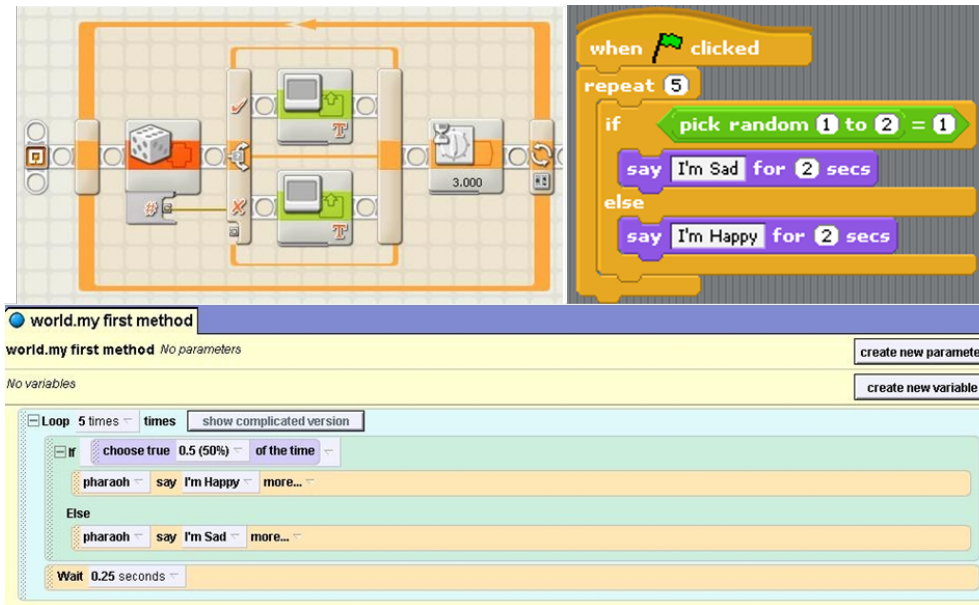 #
T
3.000
T
when clicked
repeat 5
if pick random 1 to 2 = 1
say I'm Sad for 2 secs
else
say I'm Happy for 2 secs
world.my first method
world.my first method No parameters
create new paramete
No variables
create new variable
Loop 5 times times show complicated version
If choose true 0.5 (50%) of the time
pharaoh say I'm Happy more...
Else
pharaoh say I'm Sad more...
Wait 0.25 seconds